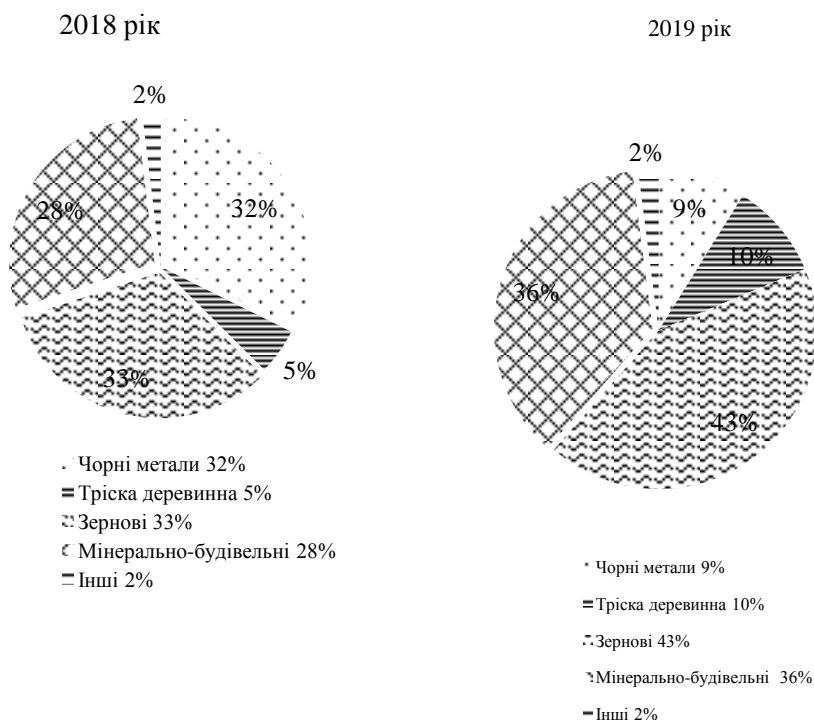 2018 рік
2%
32%
28%
5%
33%
Чорні метали 32%
Тріска деревинна 5%
Зернові 33%
Мінерально-будівельні 28%
Інші 2%
2019 рік
2%
9%
10%
36%
43%
Чорні метали 9%
Тріска деревинна 10%
Зернові 43%
Мінерально-будівельні 36%
Інші 2%